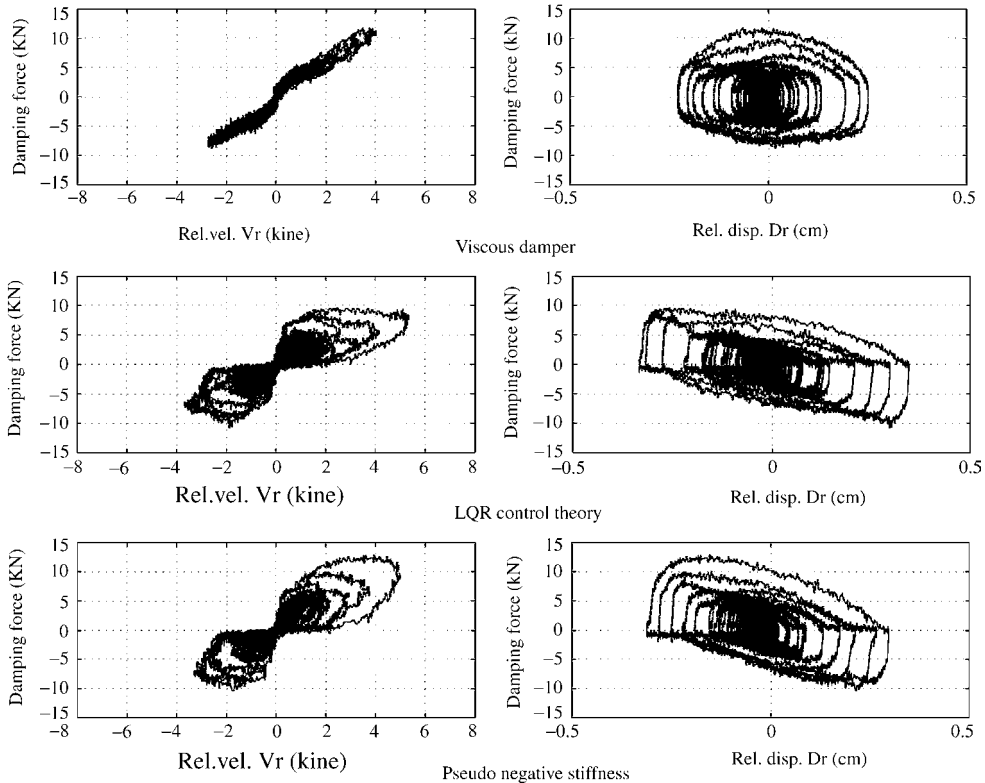 Damping force (KN)
15
10
5
0
−5
−10
−15
−8 −6 −4 −2 0 2 4 6 8
Rel.vel. Vr (kine)
Damping force (kN)
15
10
5
0
−5
−10
−15
−0.5 0 0.5
Rel. disp. Dr (cm)
Viscous damper
Damping force (kN)
15
10
5
0
−5
−10
−15
−8 −6 −4 −2 0 2 4 6 8
Rel.vel. Vr (kine)
Damping force (kN)
15
10
5
0
−5
−10
−15
−0.5 0 0.5
Rel. disp. Dr (cm)
LQR control theory
Damping force (KN)
15
10
5
0
−5
−10
−15
−8 −6 −4 −2 0 2 4 6 8
Rel.vel. Vr (kine)
Damping force (kN)
15
10
5
0
−5
−10
−15
−0.5 0 0.5
Rel. disp. Dr (cm)
Pseudo negative stiffness